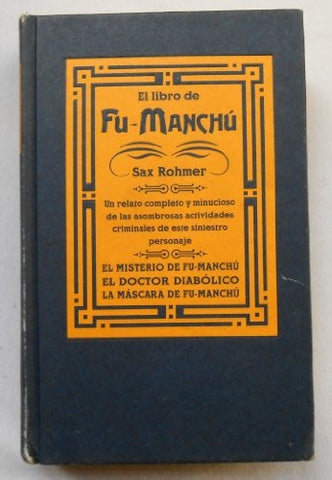 El libro de
FU-MANCHÚ
Sax Rohmer
Un relato completo y minucioso
de las asombrosas actividades
criminales de este siniestro
personaje
EL MISTERIO DE FU-MANCHÚ
EL DOCTOR DIABÓLICO
LA MÁSCARA DE FU-MANCHÚ